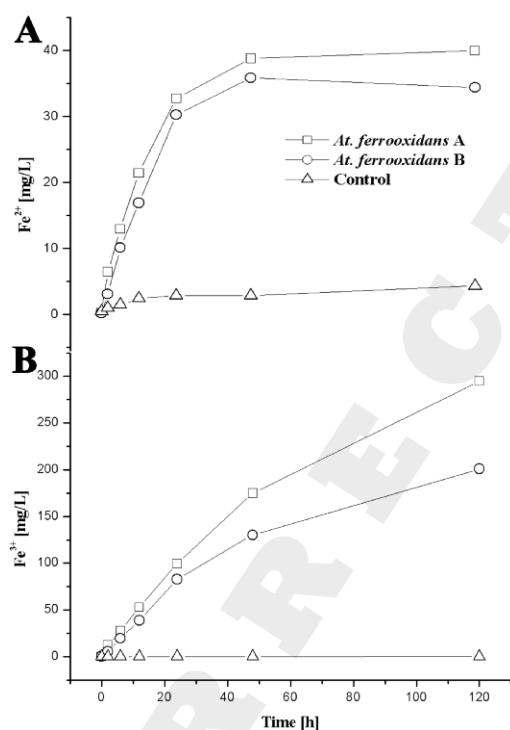 A
40
30
20
10
0
Fe²⁺ [mg/L]
At. ferrooxidans A
At. ferrooxidans B
Control
B
300
250
200
150
100
50
0
Fe³⁺ [mg/L]
0 20 40 60 80 100 120
Time [h]
R R E C T